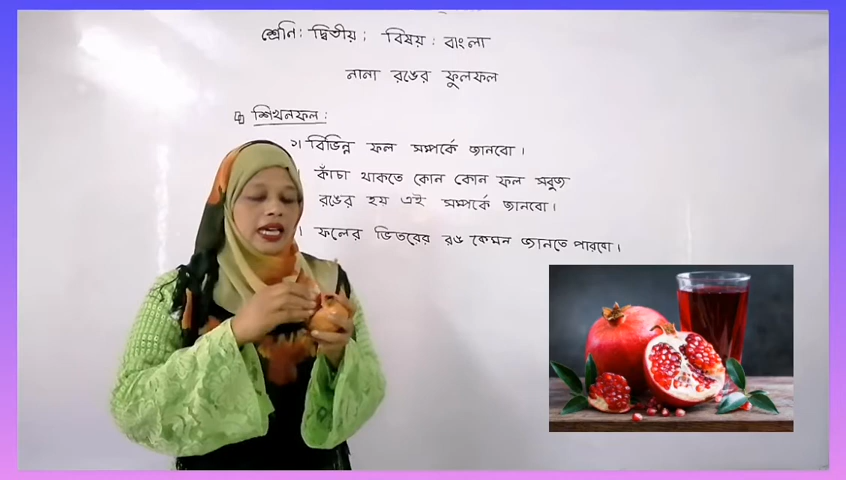 শ্রেণি: দ্বিতীয়; বিষয়: বাংলা
নানা রঙের ফুলফল
শিখনফল:
১) বিভিন্ন ফল সম্পর্কে জানবো।
কাঁচা থাকতে কোন কোন ফল সবুজ
রঙের হয় এই সম্পর্কে জানবো।
। ফলের ভিতরের রঙ কেমন জানতে পারবো।